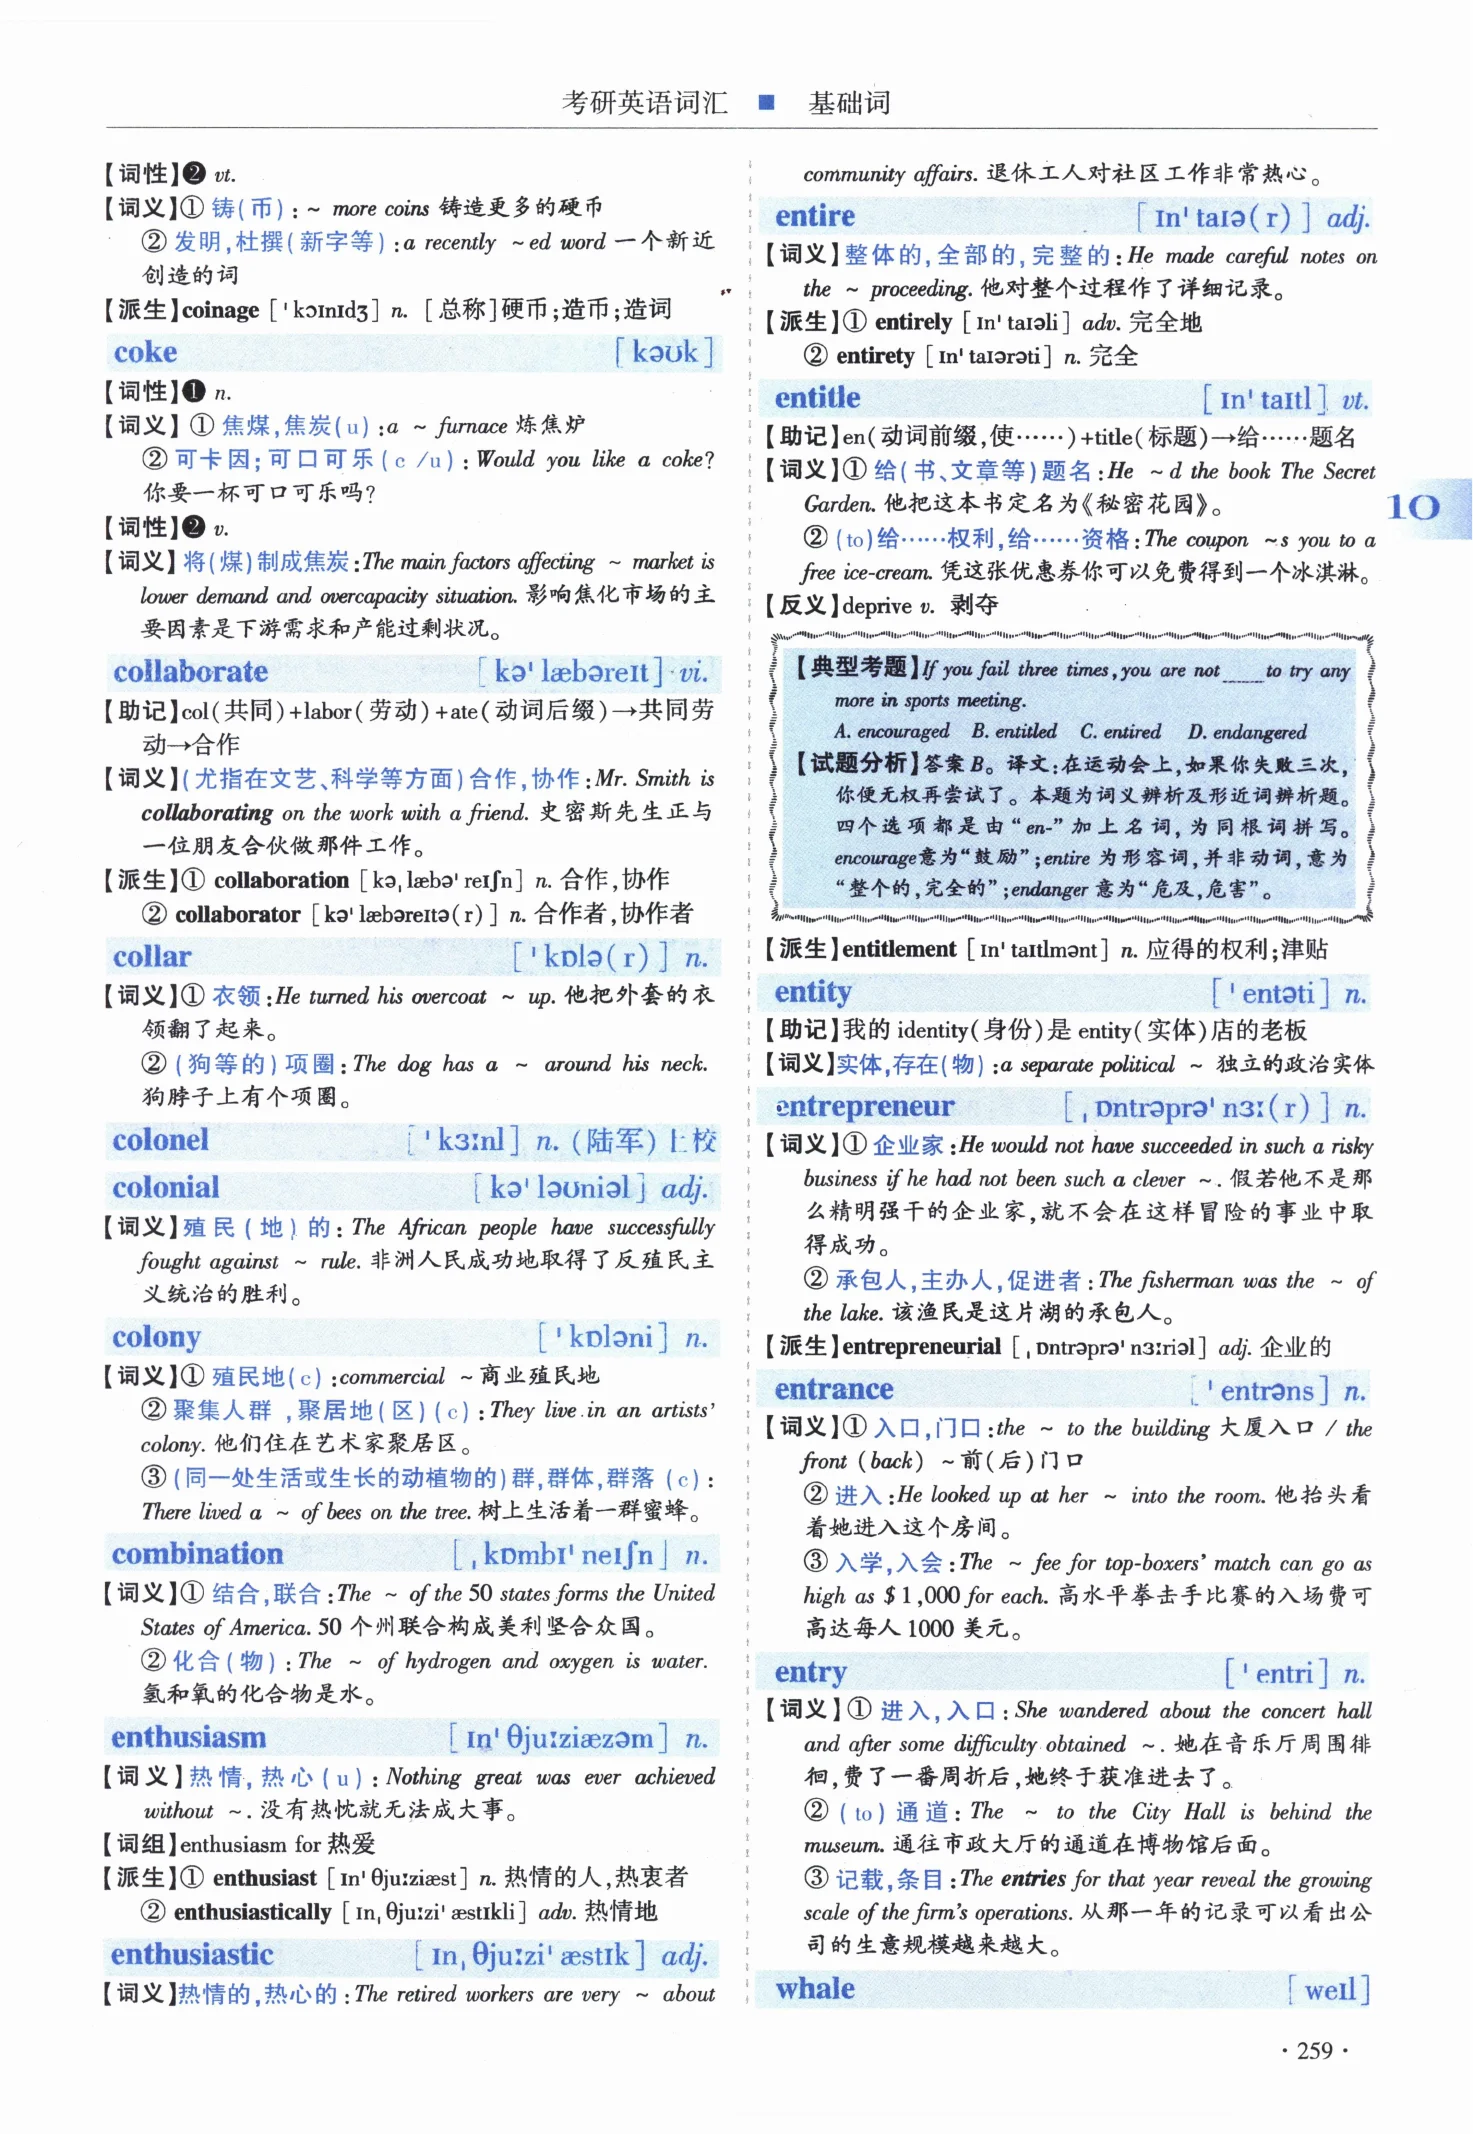 考研英语词汇 ■ 基础词
【词性】❷ vt.
【词义】① 铸(币):~ more coins 铸造更多的硬币
② 发明,杜撰(新字等):a recently ~ed word 一个新近
创造的词
【派生】coinage [ˈkɔɪnɪdʒ] n. [总称]硬币;造币;造词
coke [kəʊk]
【词性】❶ n.
【词义】① 焦煤,焦炭(u):a ~ furnace 炼焦炉
② 可卡因;可口可乐(c/u):Would you like a coke?
你要一杯可口可乐吗?
【词性】❷ v.
【词义】将(煤)制成焦炭:The main factors affecting ~ market is
lower demand and overcapacity situation. 影响焦化市场的主
要因素是下游需求和产能过剩状况。
collaborate [kəˈlæbəreɪt] vi.
【助记】col(共同)+labor(劳动)+ate(动词后缀)→共同劳
动→合作
【词义】(尤指在文艺、科学等方面)合作,协作:Mr. Smith is
collaborating on the work with a friend. 史密斯先生正与
一位朋友合伙做那件工作。
【派生】① collaboration [kəˌlæbəˈreɪʃn] n. 合作,协作
② collaborator [kəˈlæbəreɪtə(r)] n. 合作者,协作者
collar [ˈkɒlə(r)] n.
【词义】① 衣领:He turned his overcoat ~ up. 他把外套的衣
领翻了起来。
② (狗等的)项圈:The dog has a ~ around his neck.
狗脖子上有个项圈。
colonel [ˈkɜːnl] n. (陆军)上校
colonial [kəˈləʊniəl] adj.
【词义】殖民(地)的:The African people have successfully
fought against ~ rule. 非洲人民成功地取得了反殖民主
义统治的胜利。
colony [ˈkɒləni] n.
【词义】① 殖民地(c):commercial ~商业殖民地
② 聚集人群,聚居地(区)(c):They live in an artists’
colony. 他们住在艺术家聚居区。
③ (同一处生活或生长的动植物的)群,群体,群落(c):
There lived a ~ of bees on the tree. 树上生活着一群蜜蜂。
combination [ˌkɒmbɪˈneɪʃn] n.
【词义】① 结合,联合:The ~ of the 50 states forms the United
States of America. 50 个州联合构成美利坚合众国。
② 化合(物):The ~ of hydrogen and oxygen is water.
氢和氧的化合物是水。
enthusiasm [ɪnˈθjuːziæzəm] n.
【词义】热情,热心(u):Nothing great was ever achieved
without ~. 没有热忱就无法成大事。
【词组】enthusiasm for 热爱
【派生】① enthusiast [ɪnˈθjuːziæst] n. 热情的人,热衷者
② enthusiastically [ɪnˌθjuːziˈæstɪkli] adv. 热情地
enthusiastic [ɪnˌθjuːziˈæstɪk] adj.
【词义】热情的,热心的:The retired workers are very ~ about
community affairs. 退休工人对社区工作非常热心。
entire [ɪnˈtaɪə(r)] adj.
【词义】整体的,全部的,完整的:He made careful notes on
the ~ proceeding. 他对整个过程作了详细记录。
【派生】① entirely [ɪnˈtaɪəli] adv. 完全地
② entirety [ɪnˈtaɪərəti] n. 完全
entitle [ɪnˈtaɪtl] vt.
【助记】en(动词前缀,使……)+title(标题)→给……题名
【词义】① 给(书、文章等)题名:He ~d the book The Secret
Garden. 他把这本书定名为《秘密花园》。
10
② (to)给……权利,给……资格:The coupon ~s you to a
free ice-cream. 凭这张优惠券你可以免费得到一个冰淇淋。
【反义】deprive v. 剥夺
【典型考题】If you fail three times, you are not ____ to try any
more in sports meeting.
A. encouraged B. entitled C. entired D. endangered
【试题分析】答案 B。译文:在运动会上,如果你失败三次,
你便无权再尝试了。本题为词义辨析及形近词辨析题。
四个选项都是由“en-”加上名词,为同根词拼写。
encourage意为“鼓励”;entire 为形容词,并非动词,意为
“整个的,完全的”;endanger 意为“危及,危害”。
【派生】entitlement [ɪnˈtaɪtlmənt] n. 应得的权利;津贴
entity [ˈentəti] n.
【助记】我的 identity(身份)是 entity(实体)店的老板
【词义】实体,存在(物):a separate political ~ 独立的政治实体
entrepreneur [ˌɒntrəprəˈnɜː(r)] n.
【词义】① 企业家:He would not have succeeded in such a risky
business if he had not been such a clever ~. 假若他不是那
么精明强干的企业家,就不会在这样冒险的事业中取
得成功。
② 承包人,主办人,促进者:The fisherman was the ~ of
the lake. 该渔民是这片湖的承包人。
【派生】entrepreneurial [ˌɒntrəprəˈnɜːriəl] adj. 企业的
entrance [ˈentrəns] n.
【词义】① 入口,门口:the ~ to the building 大厦入口 / the
front (back) ~前(后)门口
② 进入:He looked up at her ~ into the room. 他抬头看
着她进入这个房间。
③ 入学,入会:The ~ fee for top-boxers’ match can go as
high as $1,000 for each. 高水平拳击手比赛的入场费可
高达每人 1000 美元。
entry [ˈentri] n.
【词义】① 进入,入口:She wandered about the concert hall
and after some difficulty obtained ~. 她在音乐厅周围徘
徊,费了一番周折后,她终于获准进去了。
② (to)通道:The ~ to the City Hall is behind the
museum. 通往市政大厅的通道在博物馆后面。
③ 记载,条目:The entries for that year reveal the growing
scale of the firm’s operations. 从那一年的记录可以看出公
司的生意规模越来越大。
whale [weɪl]
· 259 ·